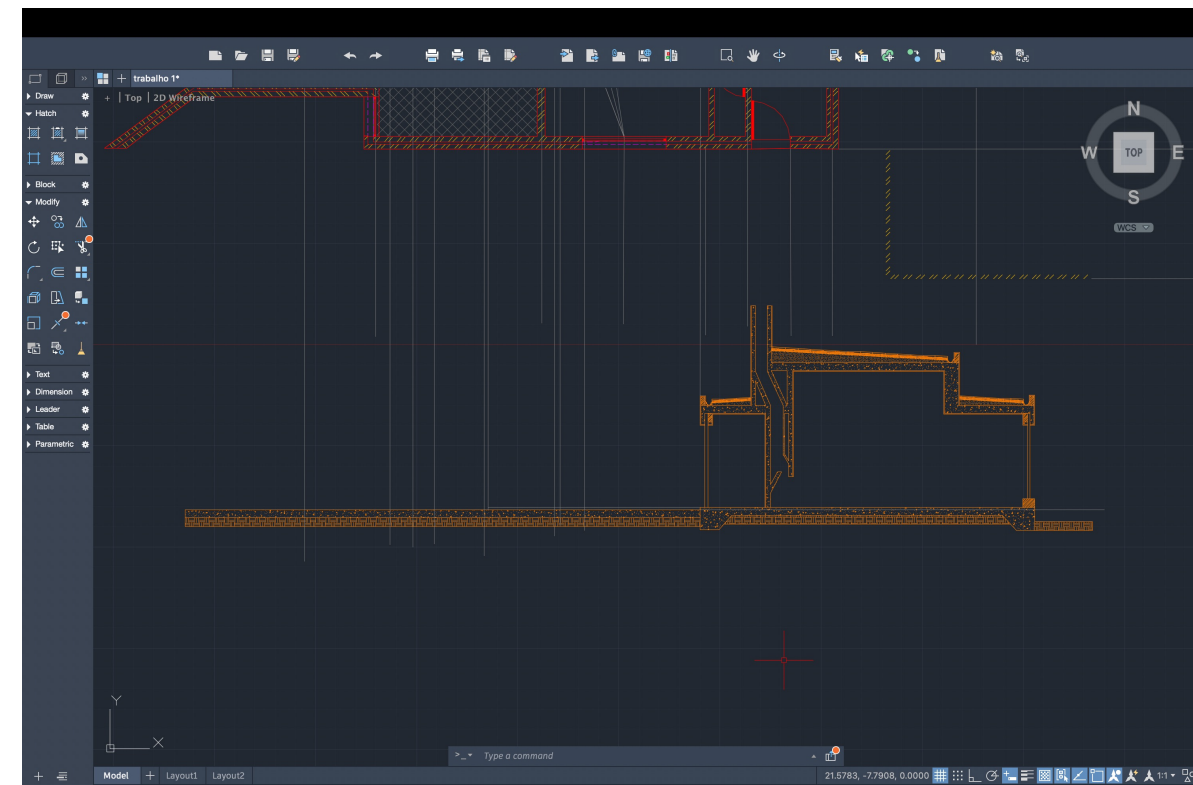 trabalho 1*
Draw
+ | Top | 2D Wireframe
Hatch
N
W TOP E
S
WCS
Block
Modify
Text
Dimension
Leader
Table
Parametric
Y
X
>_ Type a command
Model + Layout1 Layout2
21.5783, -7.7908, 0.0000
1:1